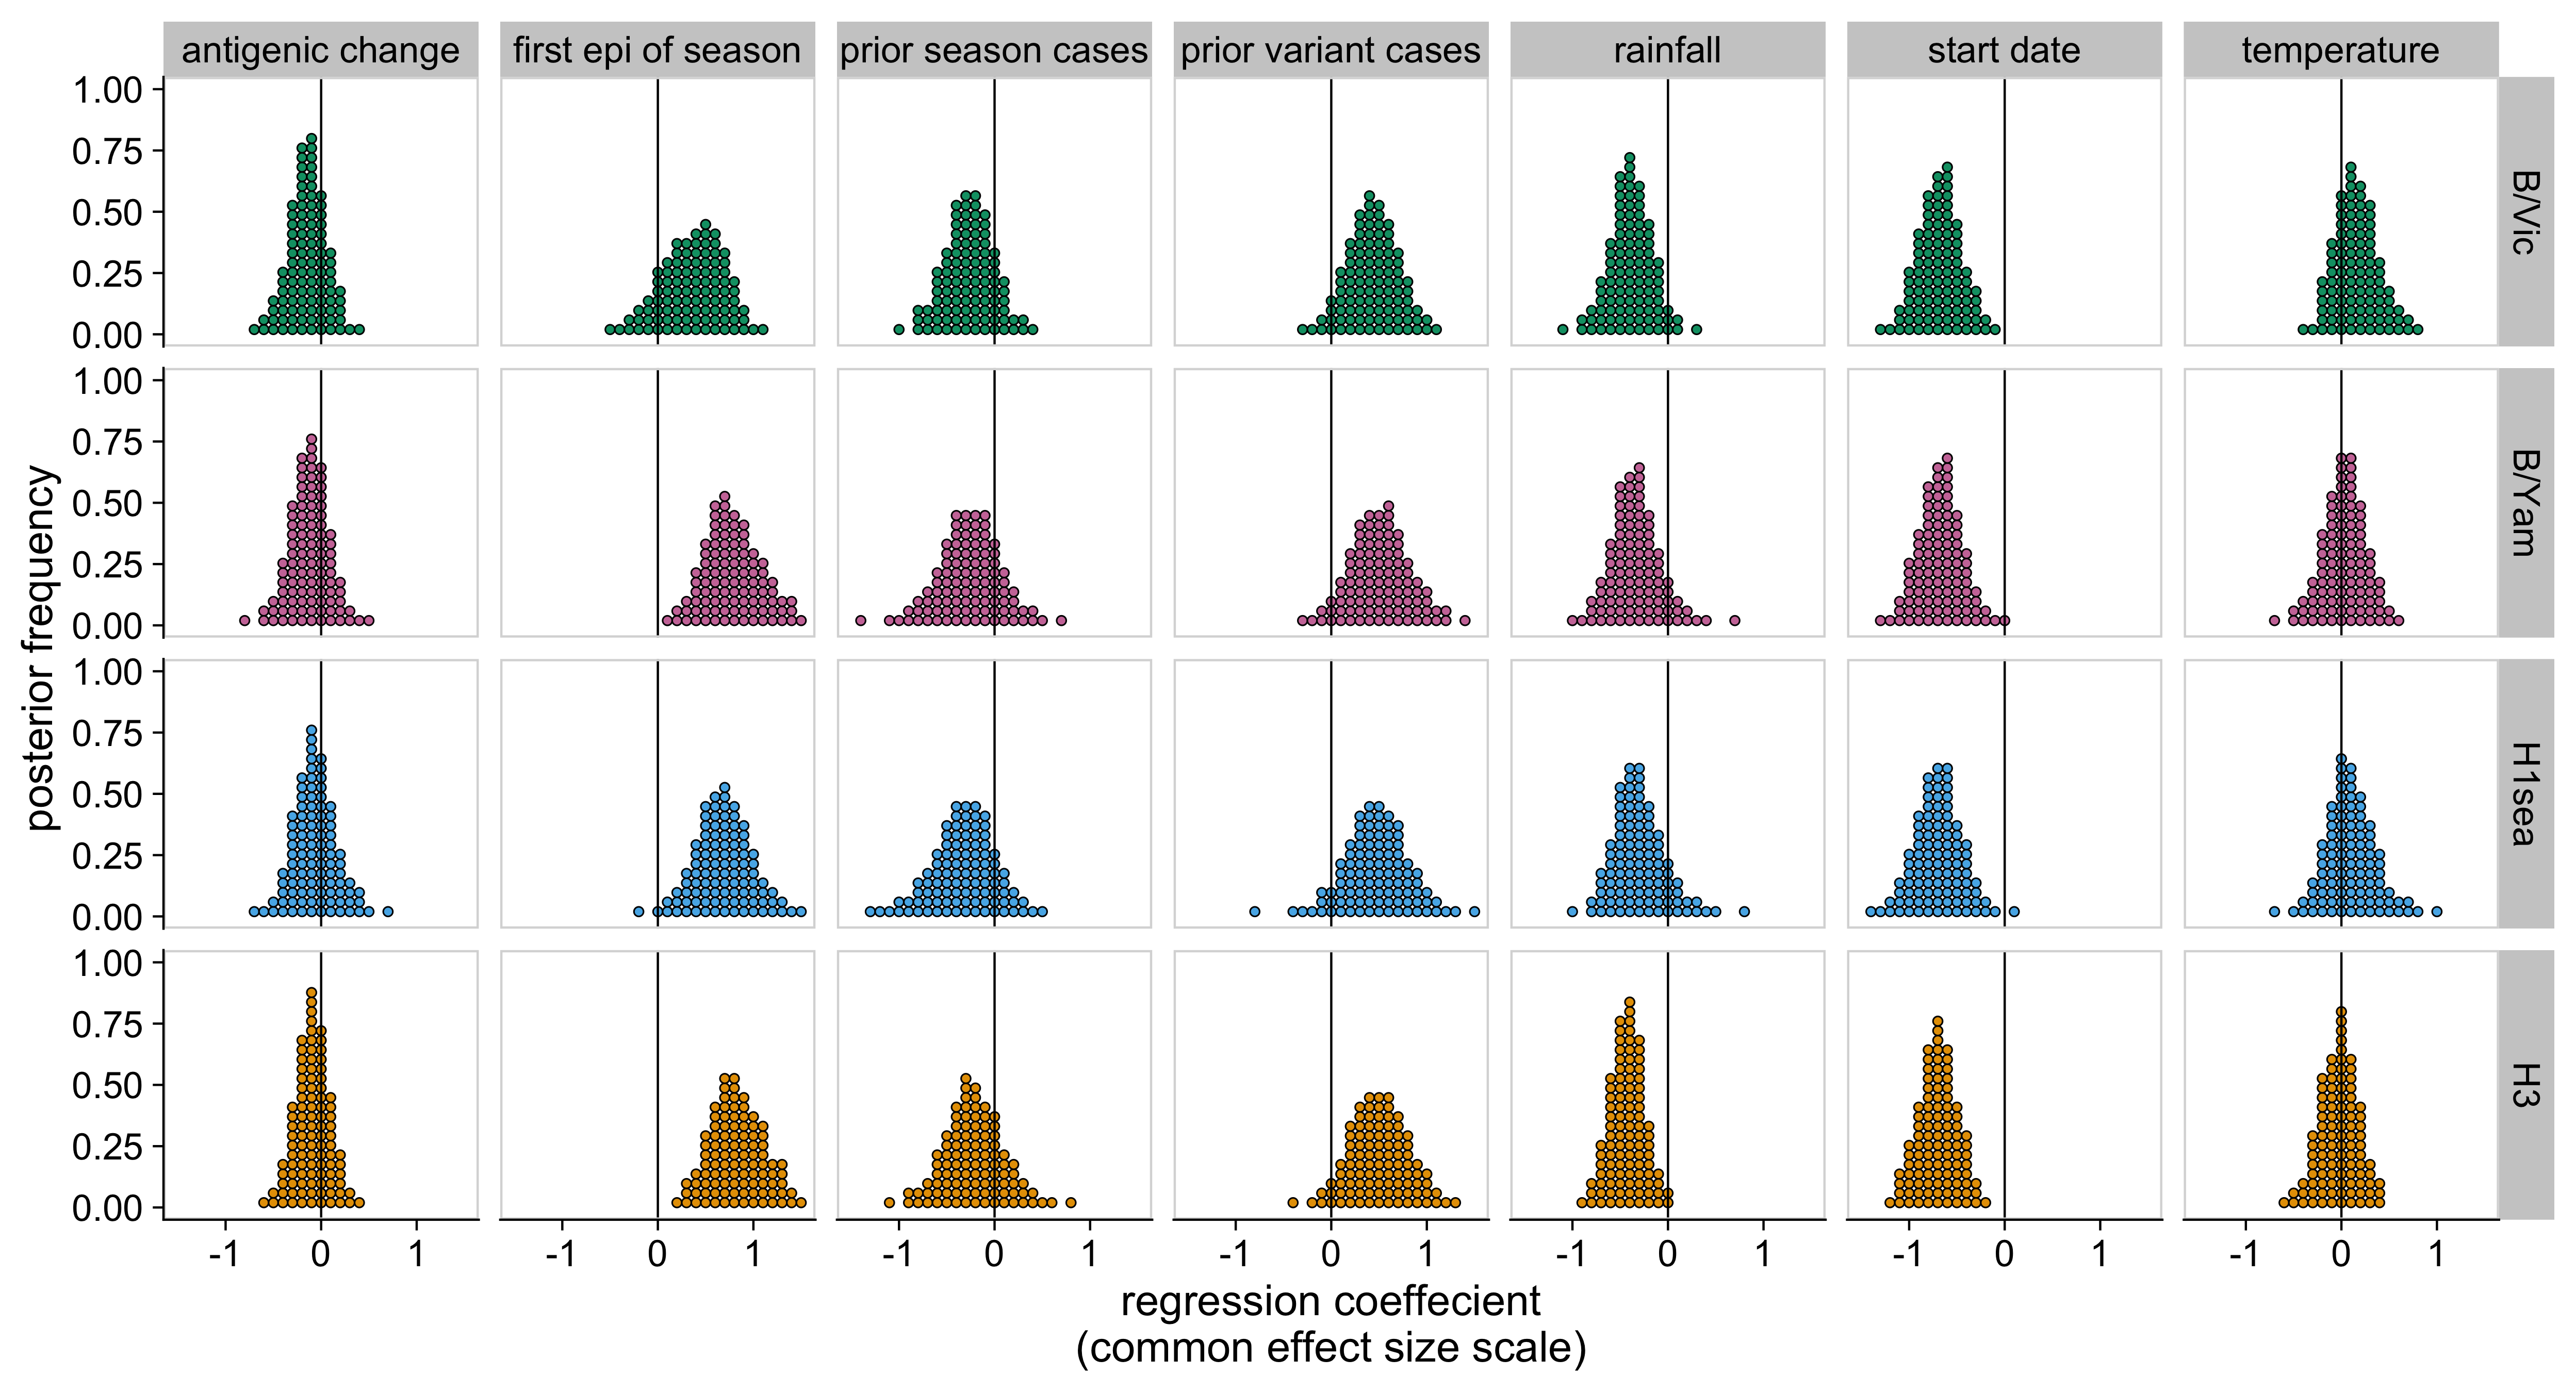 antigenic change
first epi of season
prior season cases
prior variant cases
rainfall
start date
temperature
posterior frequency
1.00
0.75
0.50
0.25
0.00
B/Vic
1.00
0.75
0.50
0.25
0.00
B/Yam
1.00
0.75
0.50
0.25
0.00
H1sea
1.00
0.75
0.50
0.25
0.00
H3
-1 0 1
-1 0 1
-1 0 1
-1 0 1
-1 0 1
-1 0 1
-1 0 1
regression coeffecient
(common effect size scale)